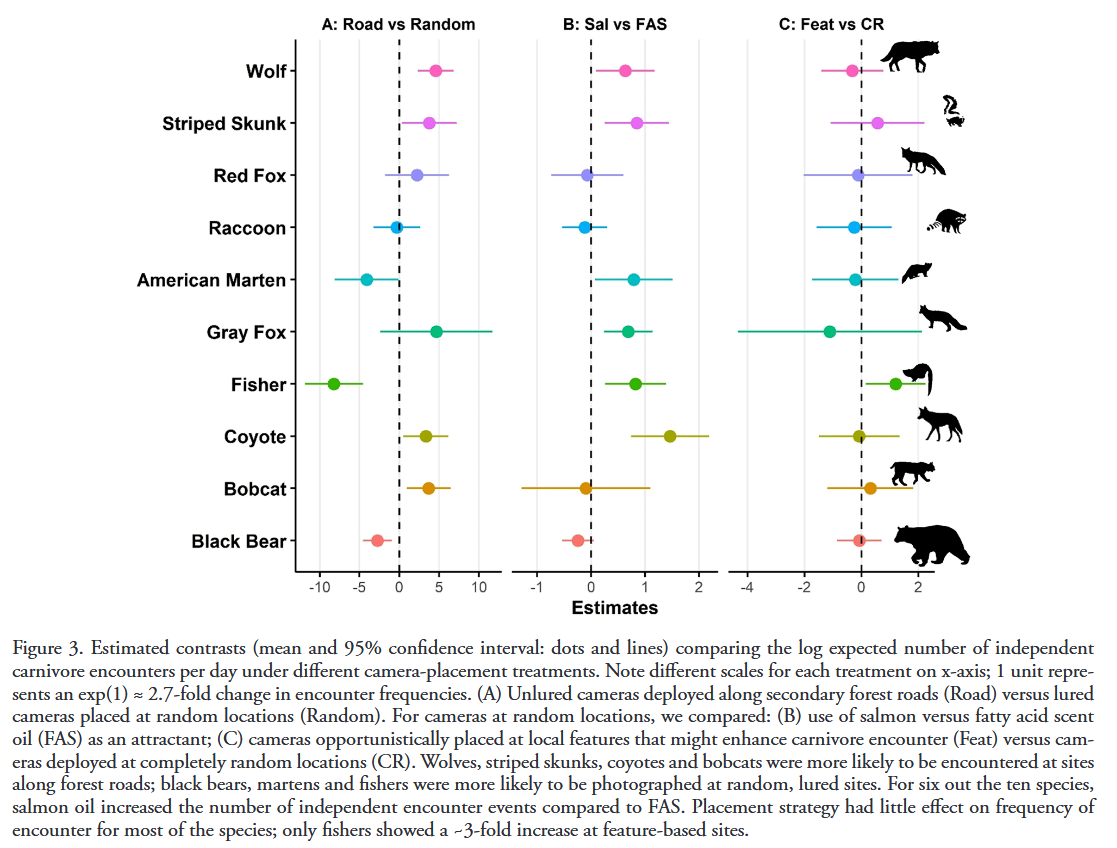 A: Road vs Random
B: Sal vs FAS
C: Feat vs CR
Wolf
Striped Skunk
Red Fox
Raccoon
American Marten
Gray Fox
Fisher
Coyote
Bobcat
Black Bear
-10 -5 0 5 10
-1 0 1 2
-4 -2 0 2
Estimates
Figure 3. Estimated contrasts (mean and 95% confidence interval: dots and lines) comparing the log expected number of independent
carnivore encounters per day under different camera-placement treatments. Note different scales for each treatment on x-axis; 1 unit repre-
sents an exp(1) ≈ 2.7-fold change in encounter frequencies. (A) Unlured cameras deployed along secondary forest roads (Road) versus lured
cameras placed at random locations (Random). For cameras at random locations, we compared: (B) use of salmon versus fatty acid scent
oil (FAS) as an attractant; (C) cameras opportunistically placed at local features that might enhance carnivore encounter (Feat) versus cam-
eras deployed at completely random locations (CR). Wolves, striped skunks, coyotes and bobcats were more likely to be encountered at sites
along forest roads; black bears, martens and fishers were more likely to be photographed at random, lured sites. For six out the ten species,
salmon oil increased the number of independent encounter events compared to FAS. Placement strategy had little effect on frequency of
encounter for most of the species; only fishers showed a ~3-fold increase at feature-based sites.